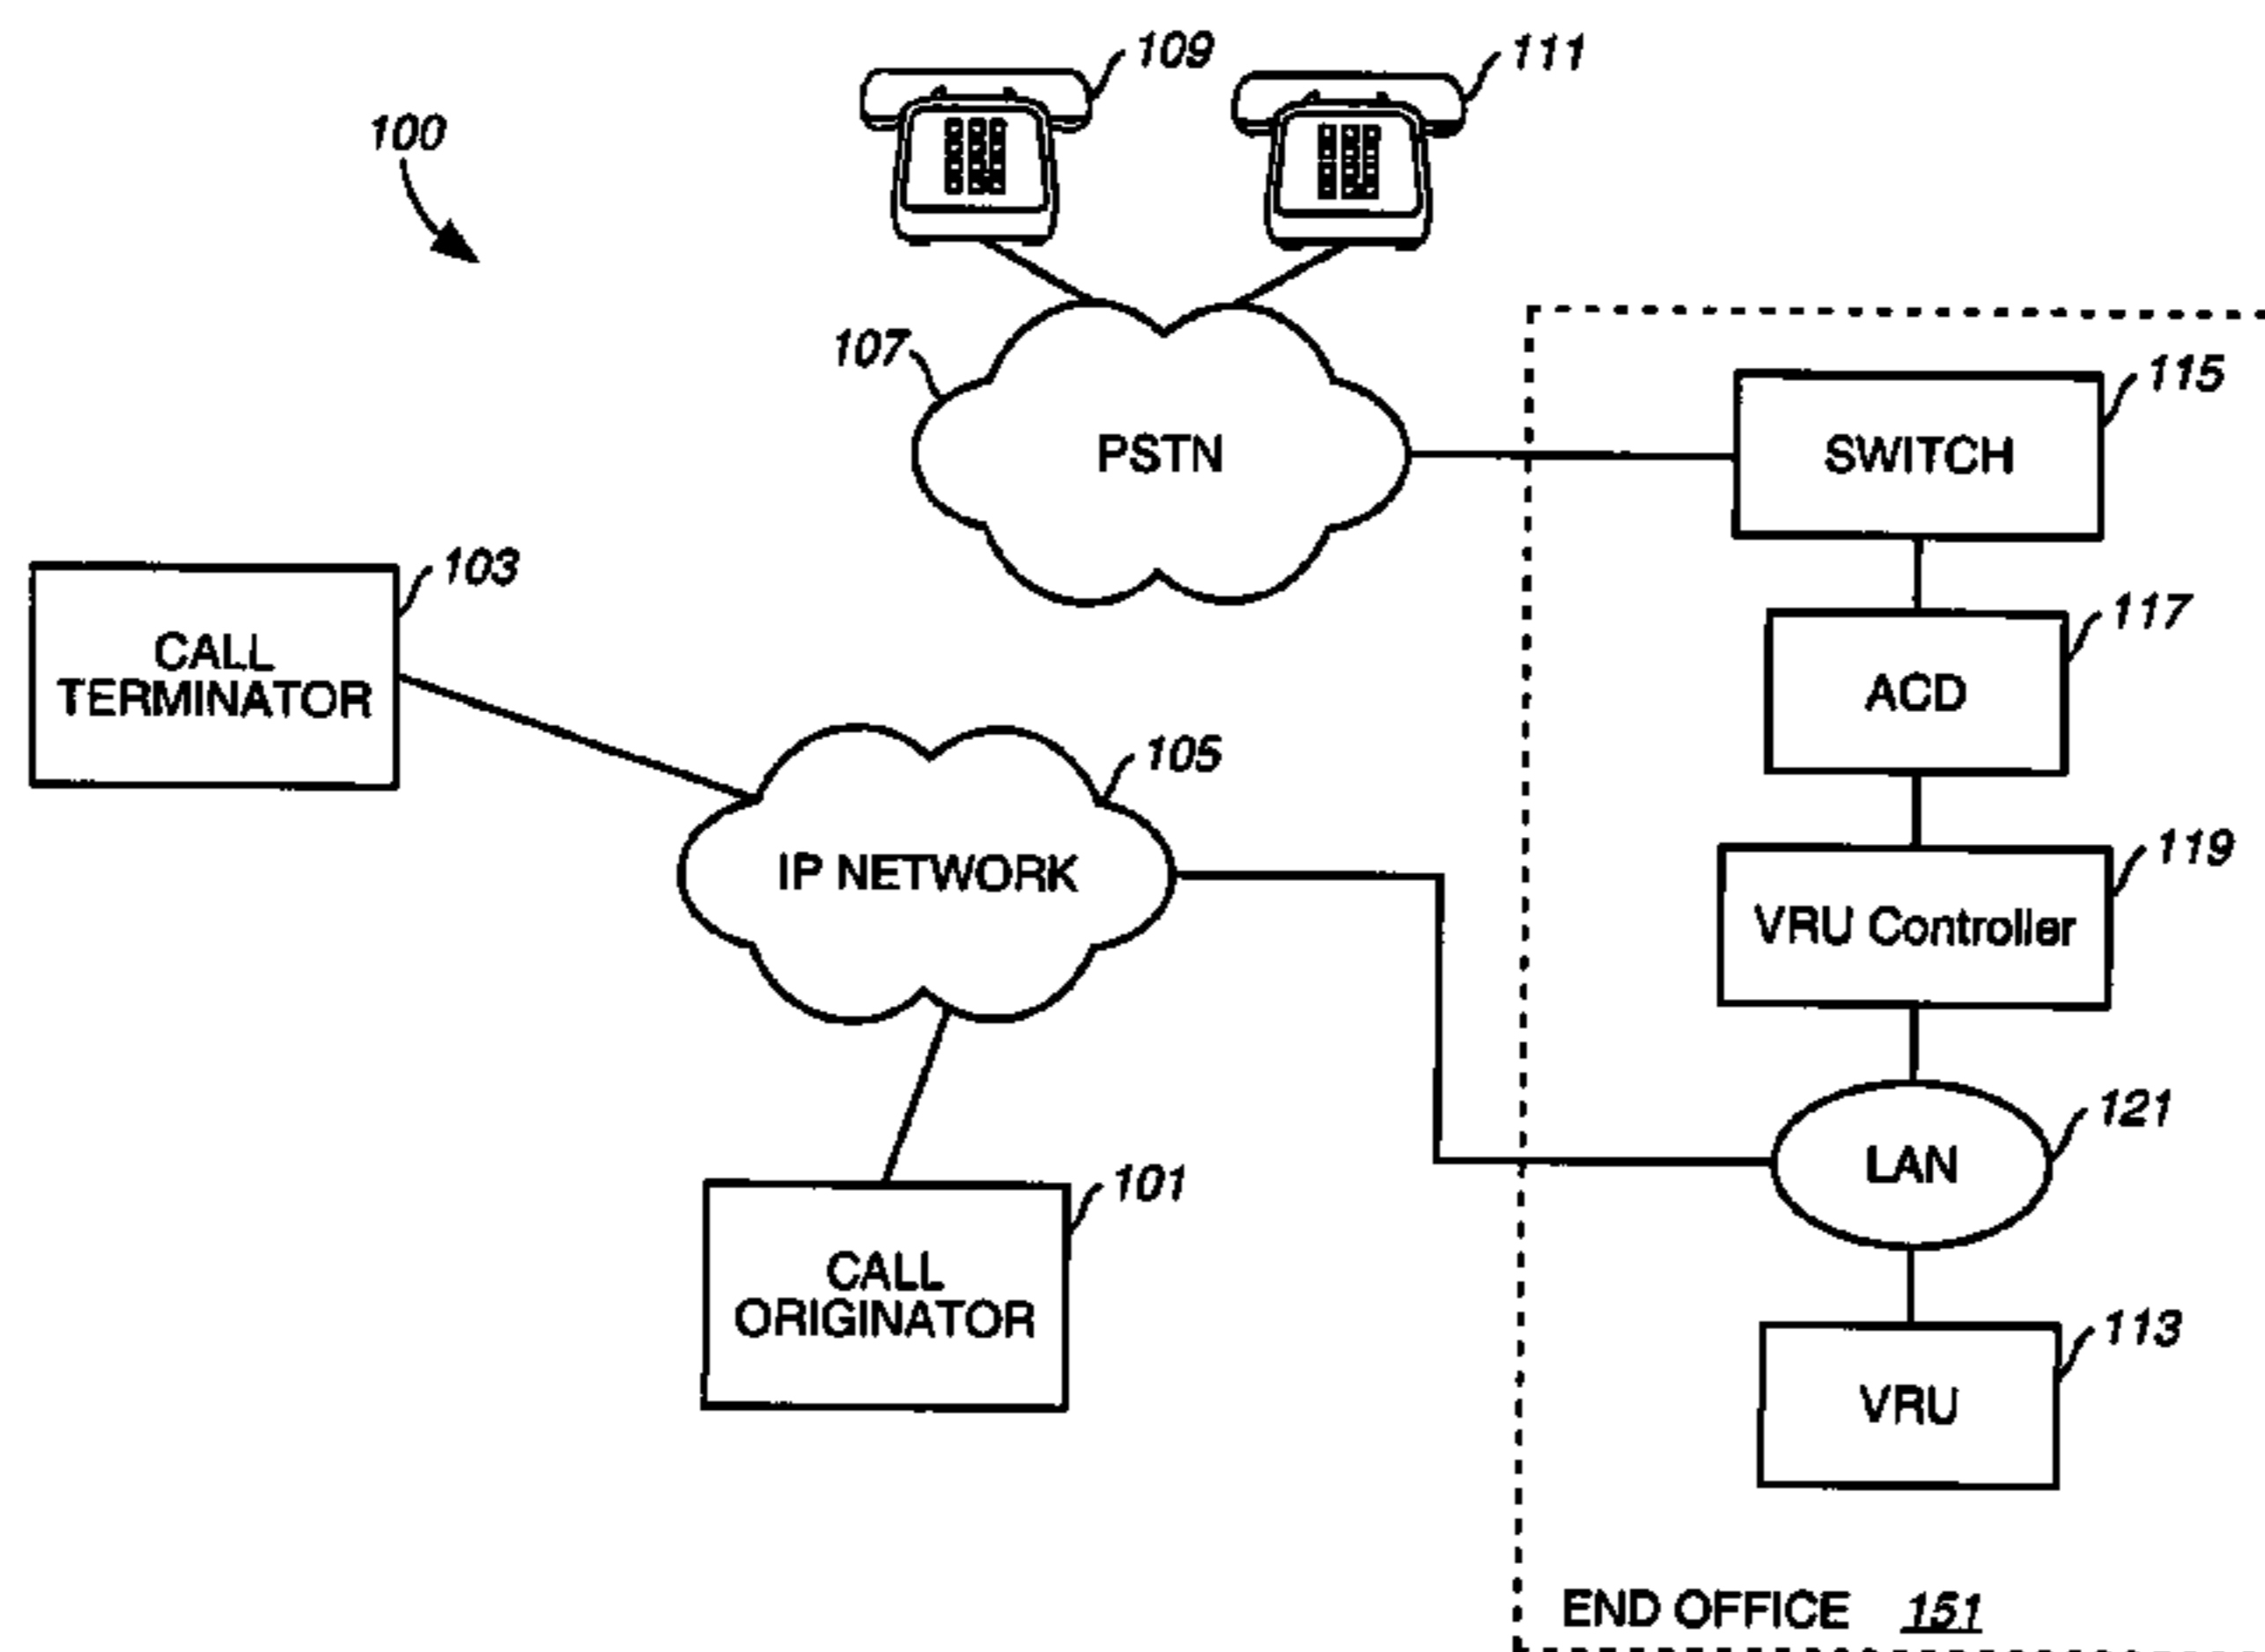 109
111
100
107
PSTN
115
SWITCH
103
CALL
TERMINATOR
117
ACD
105
IP NETWORK
119
VRU Controller
121
LAN
101
CALL
ORIGINATOR
113
VRU
END OFFICE 151